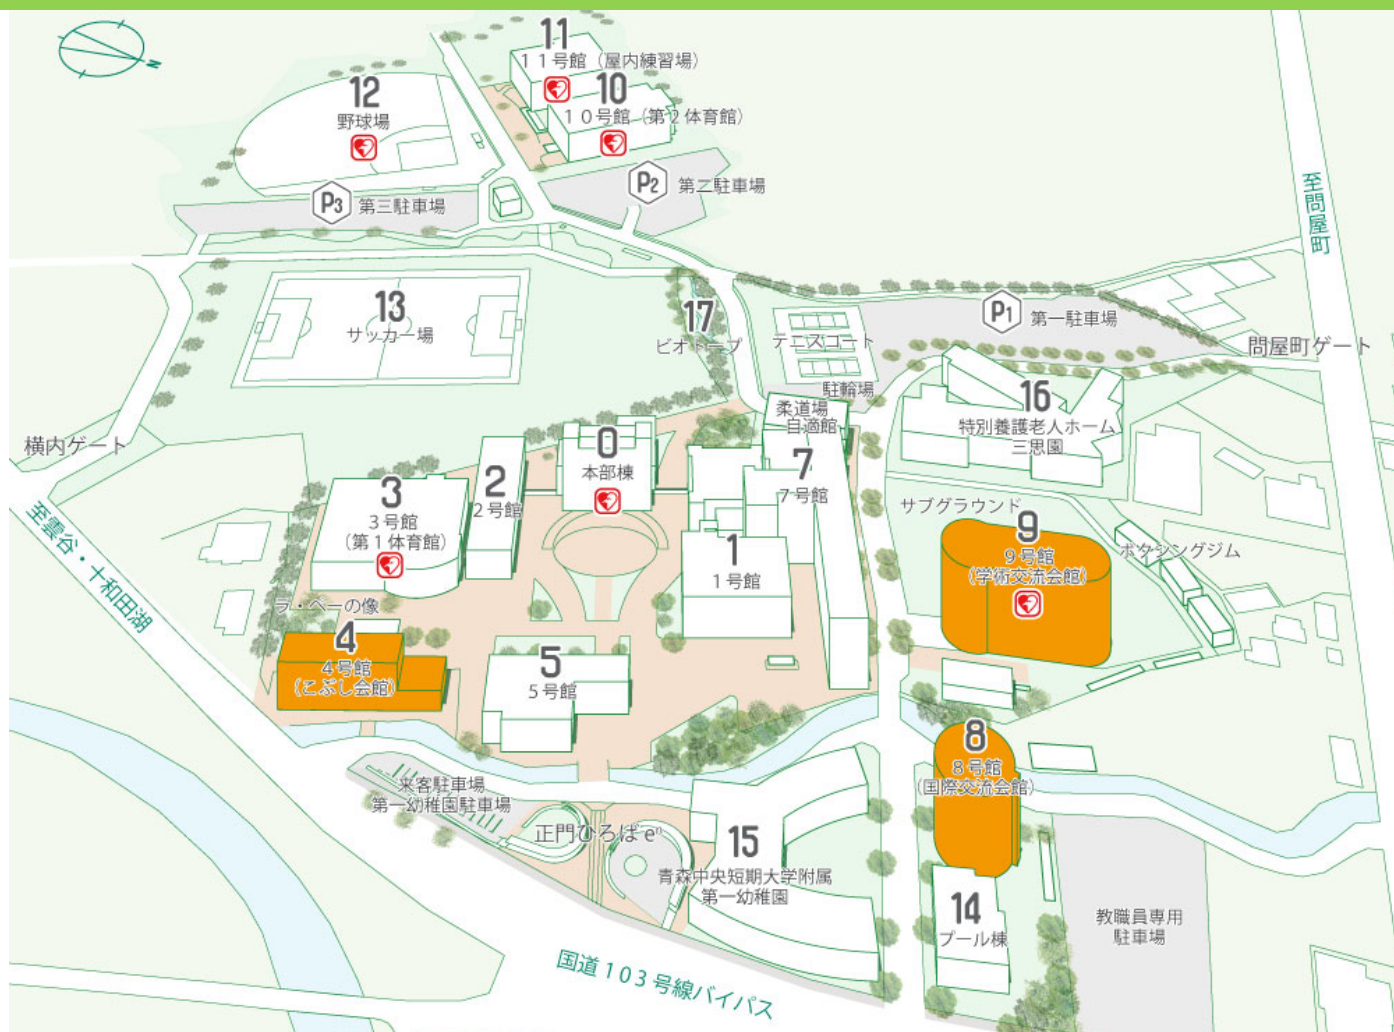 N
11
11号館（屋内練習場）
12
野球場
10
10号館（第2体育館）
P2
第二駐車場
P3
第三駐車場
至問屋町
13
サッカー場
17
ビオトープ
テニスコート
P1
第一駐車場
問屋町ゲート
駐輪場
柔道場
自適館
16
特別養護老人ホーム
三思園
横内ゲート
0
本部棟
2
2号館
3
3号館
（第1体育館）
7
7号館
サブグラウンド
9
9号館
（学術交流会館）
ボクシングジム
1
1号館
至雲谷・十和田湖
ラ・ベーの像
4
4号館
（こぶし会館）
5
5号館
8
8号館
（国際交流会館）
来客駐車場
第一幼稚園駐車場
正門ひろば eⁿ
15
青森中央短期大学附属
第一幼稚園
14
プール棟
教職員専用
駐車場
国道103号線バイパス